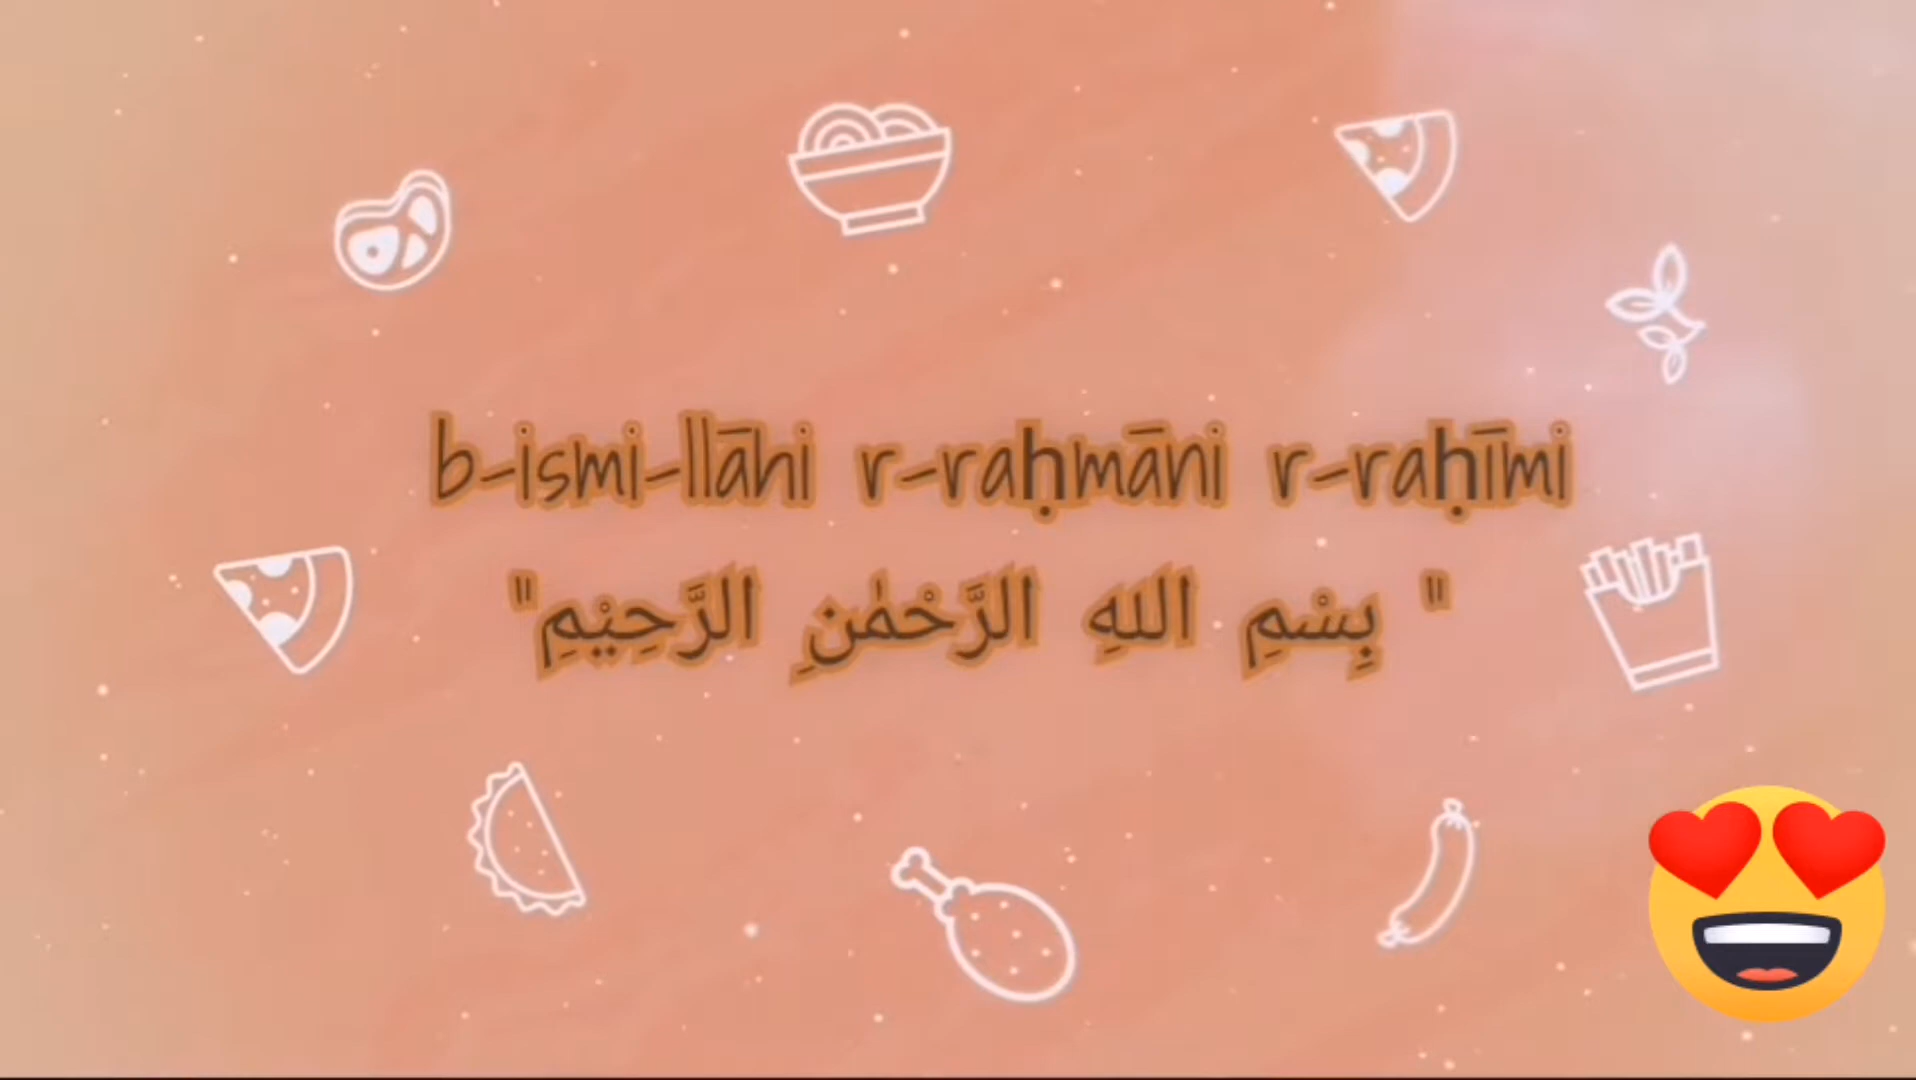 b-ismi-llāhi r-raḥmāni r-raḥīmi
" بِسْمِ اللهِ الرَّحْمٰنِ الرَّحِيْمِ"